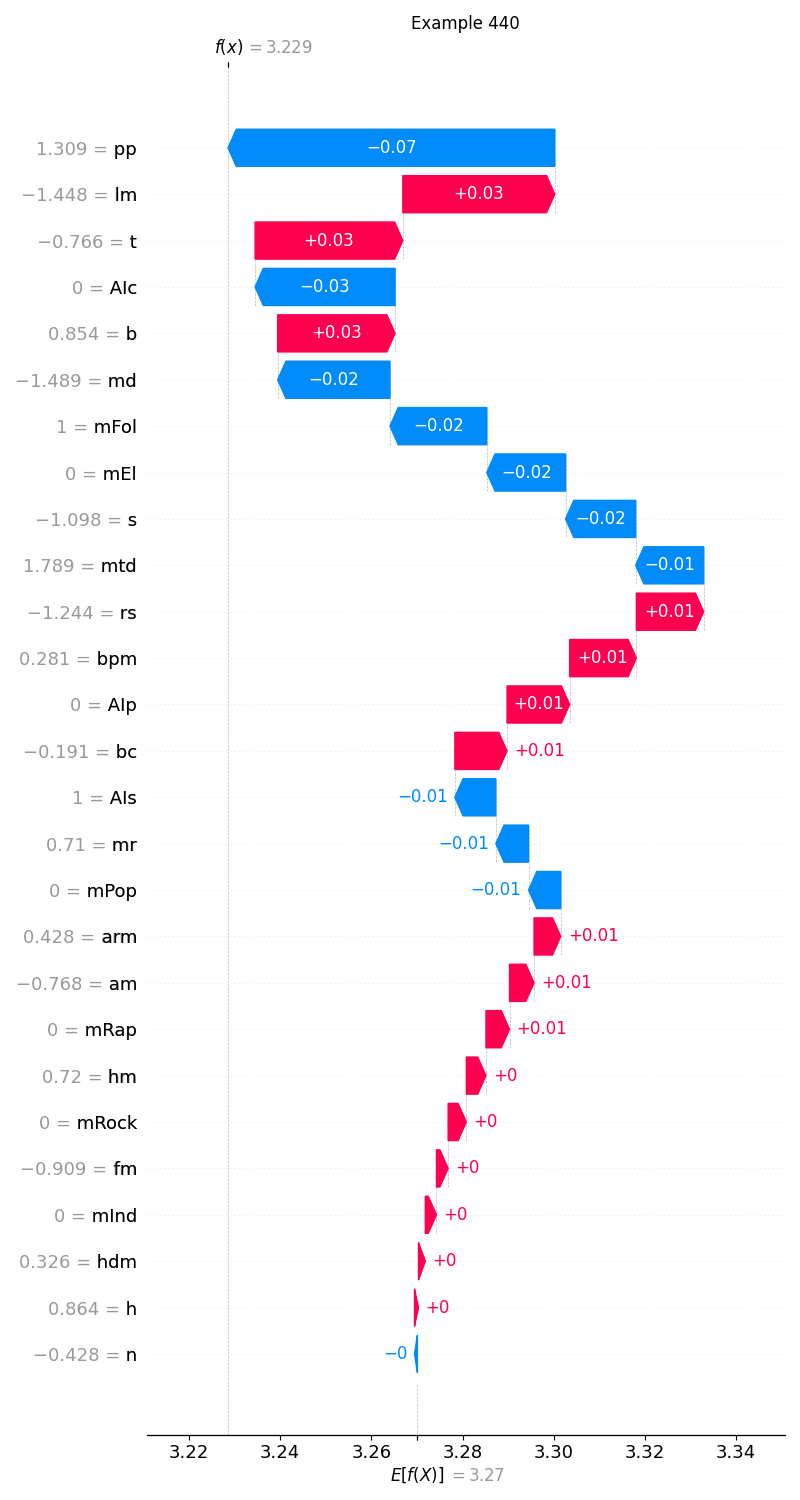 Example 440
f(x) = 3.229
1.309 = pp −0.07
−1.448 = lm +0.03
−0.766 = t +0.03
0 = AIc −0.03
0.854 = b +0.03
−1.489 = md −0.02
1 = mFol −0.02
0 = mEl −0.02
−1.098 = s −0.02
1.789 = mtd −0.01
−1.244 = rs +0.01
0.281 = bpm +0.01
0 = AIp +0.01
−0.191 = bc +0.01
1 = AIs −0.01
0.71 = mr −0.01
0 = mPop −0.01
0.428 = arm +0.01
−0.768 = am +0.01
0 = mRap +0.01
0.72 = hm +0
0 = mRock +0
−0.909 = fm +0
0 = mInd +0
0.326 = hdm +0
0.864 = h +0
−0.428 = n −0
3.22 3.24 3.26 3.28 3.30 3.32 3.34
E[f(X)] = 3.27